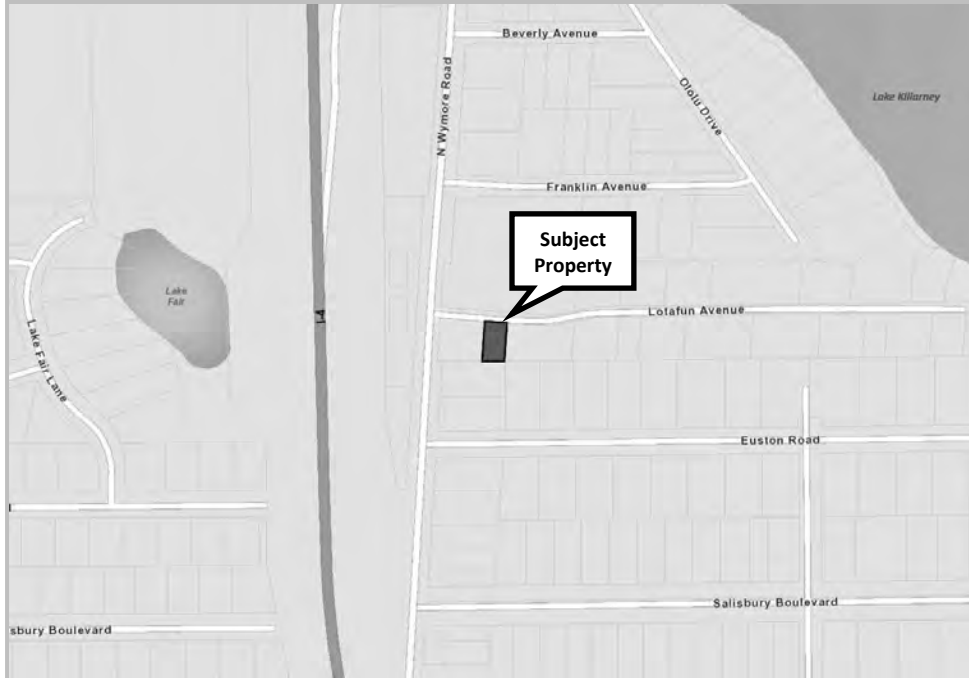 Beverly Avenue
Lake Killarney
N Wymore Road
Ololu Drive
Franklin Avenue
Subject
Property
Lake
Fair
I-4
Lotafun Avenue
Lake Fair Lane
Euston Road
Salisbury Boulevard
sbury Boulevard